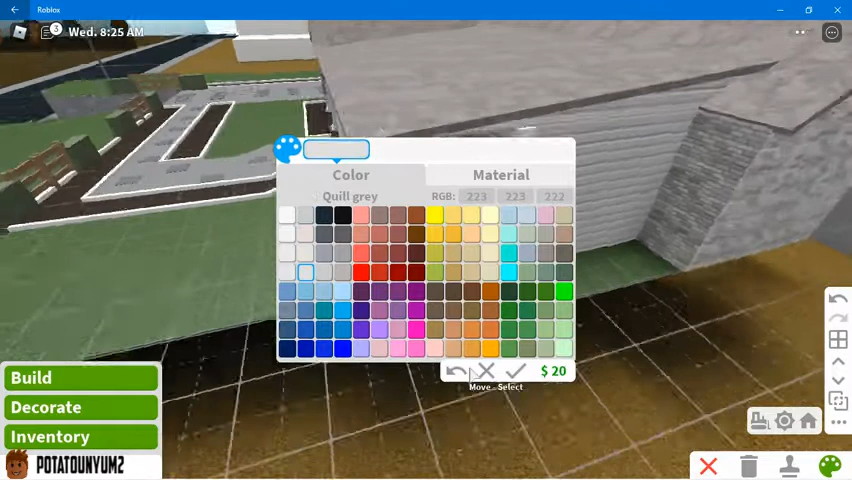 Roblox
3
Wed. 8:25 AM
Color
Material
Quill grey
RGB: 223 223 222
$ 20
Move - Select
Build
Decorate
Inventory
POTATOUNYUM2